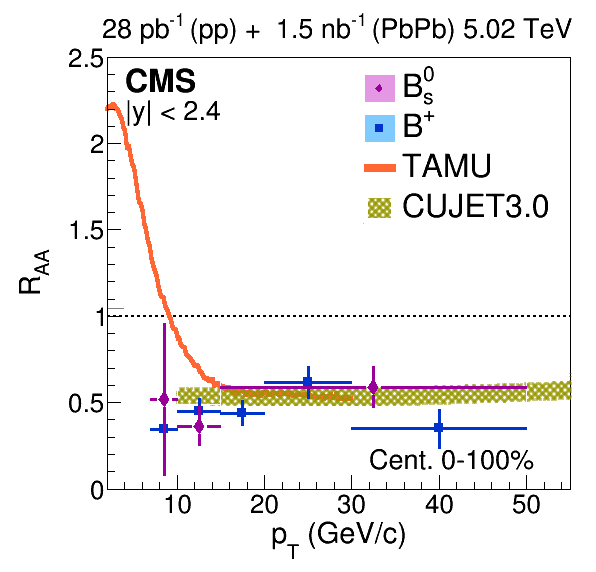 28 pb⁻¹ (pp) + 1.5 nb⁻¹ (PbPb) 5.02 TeV
CMS
|y| < 2.4
B⁰ₛ
B⁺
TAMU
CUJET3.0
R_AA
2.5
2
1.5
1
0.5
0
Cent. 0-100%
10 20 30 40 50
p_T (GeV/c)